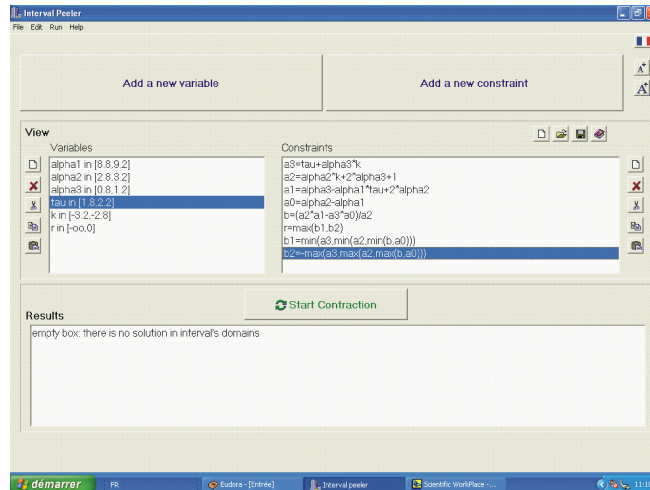 Interval Peeler
File Edit Run Help
Add a new variable
Add a new constraint
View
Variables
alpha1 in [8.8,9.2]
alpha2 in [2.8,3.2]
alpha3 in [0.8,1.2]
tau in [1.8,2.2]
k in [-3.2,-2.8]
r in [-oo,0]
Constraints
a3=tau+alpha3*k
a2=alpha2*k+2*alpha3+1
a1=alpha3-alpha1*tau+2*alpha2
a0=alpha2-alpha1
b=(a2*a1-a3*a0)/a2
r=max(b1,b2)
b1=min(a3,min(a2,min(b,a0)))
b2=-max(a3,max(a2,max(b,a0)))
Start Contraction
Results
empty box: there is no solution in interval's domains
démarrer
FR
Eudora - [Entrée]
Interval peeler
Scientific WorkPlace -...